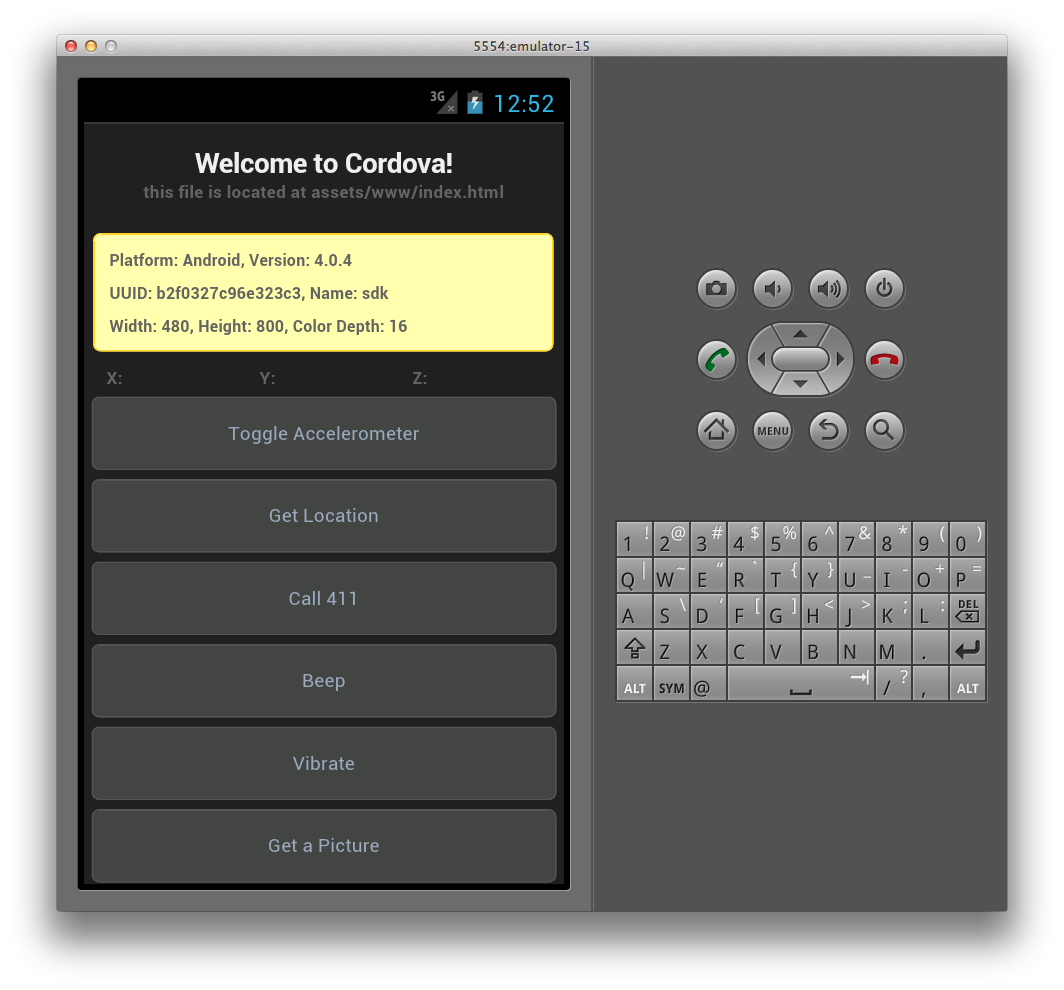 5554:emulator-15
3G 12:52
Welcome to Cordova!
this file is located at assets/www/index.html
Platform: Android, Version: 4.0.4
UUID: b2f0327c96e323c3, Name: sdk
Width: 480, Height: 800, Color Depth: 16
X: Y: Z:
Toggle Accelerometer
Get Location
Call 411
Beep
Vibrate
Get a Picture
MENU
1 ! 2 @ 3 # 4 $ 5 % 6 ^ 7 & 8 * 9 ( 0 )
Q | W ~ E “ R ` T { Y } U _ I - O + P =
A S \ D ‘ F [ G ] H < J > K ; L : DEL
Z X C V B N M .
ALT SYM @ / ? , ALT